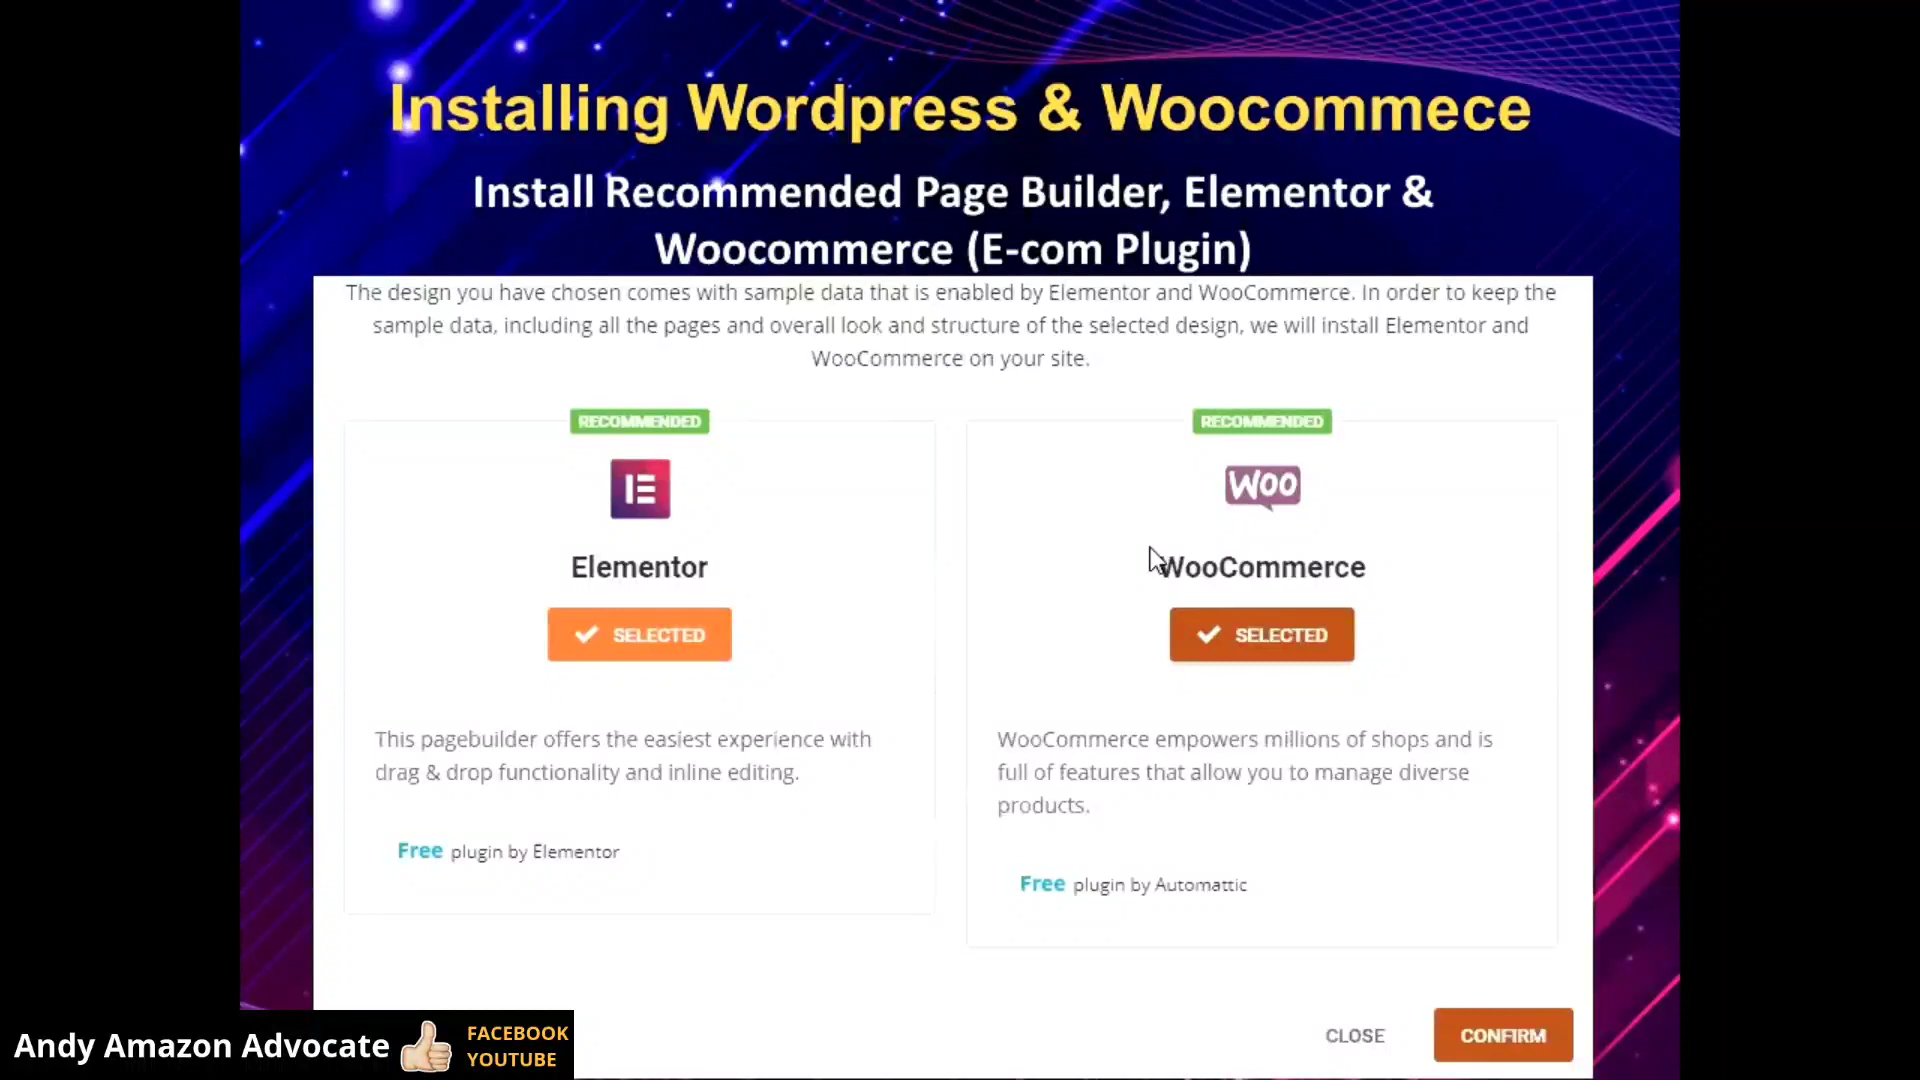 Installing Wordpress & Woocommece
Install Recommended Page Builder, Elementor &
Woocommerce (E-com Plugin)
The design you have chosen comes with sample data that is enabled by Elementor and WooCommerce. In order to keep the
sample data, including all the pages and overall look and structure of the selected design, we will install Elementor and
WooCommerce on your site.
RECOMMENDED
Elementor
SELECTED
This pagebuilder offers the easiest experience with
drag & drop functionality and inline editing.
Free plugin by Elementor
RECOMMENDED
WOO
WooCommerce
SELECTED
WooCommerce empowers millions of shops and is
full of features that allow you to manage diverse
products.
Free plugin by Automattic
CLOSE
CONFIRM
Andy Amazon Advocate
FACEBOOK
YOUTUBE